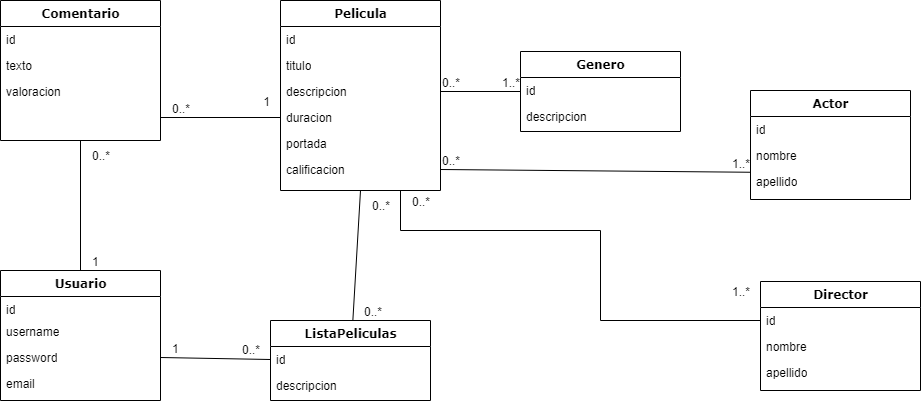 Comentario
id
texto
valoracion
0..*
1
Pelicula
id
titulo
descripcion
duracion
portada
calificacion
0..*
1..*
Genero
id
descripcion
0..*
1..*
Actor
id
nombre
apellido
0..*
0..*
0..*
1
Usuario
id
username
password
email
1
0..*
0..*
ListaPeliculas
id
descripcion
1..*
Director
id
nombre
apellido